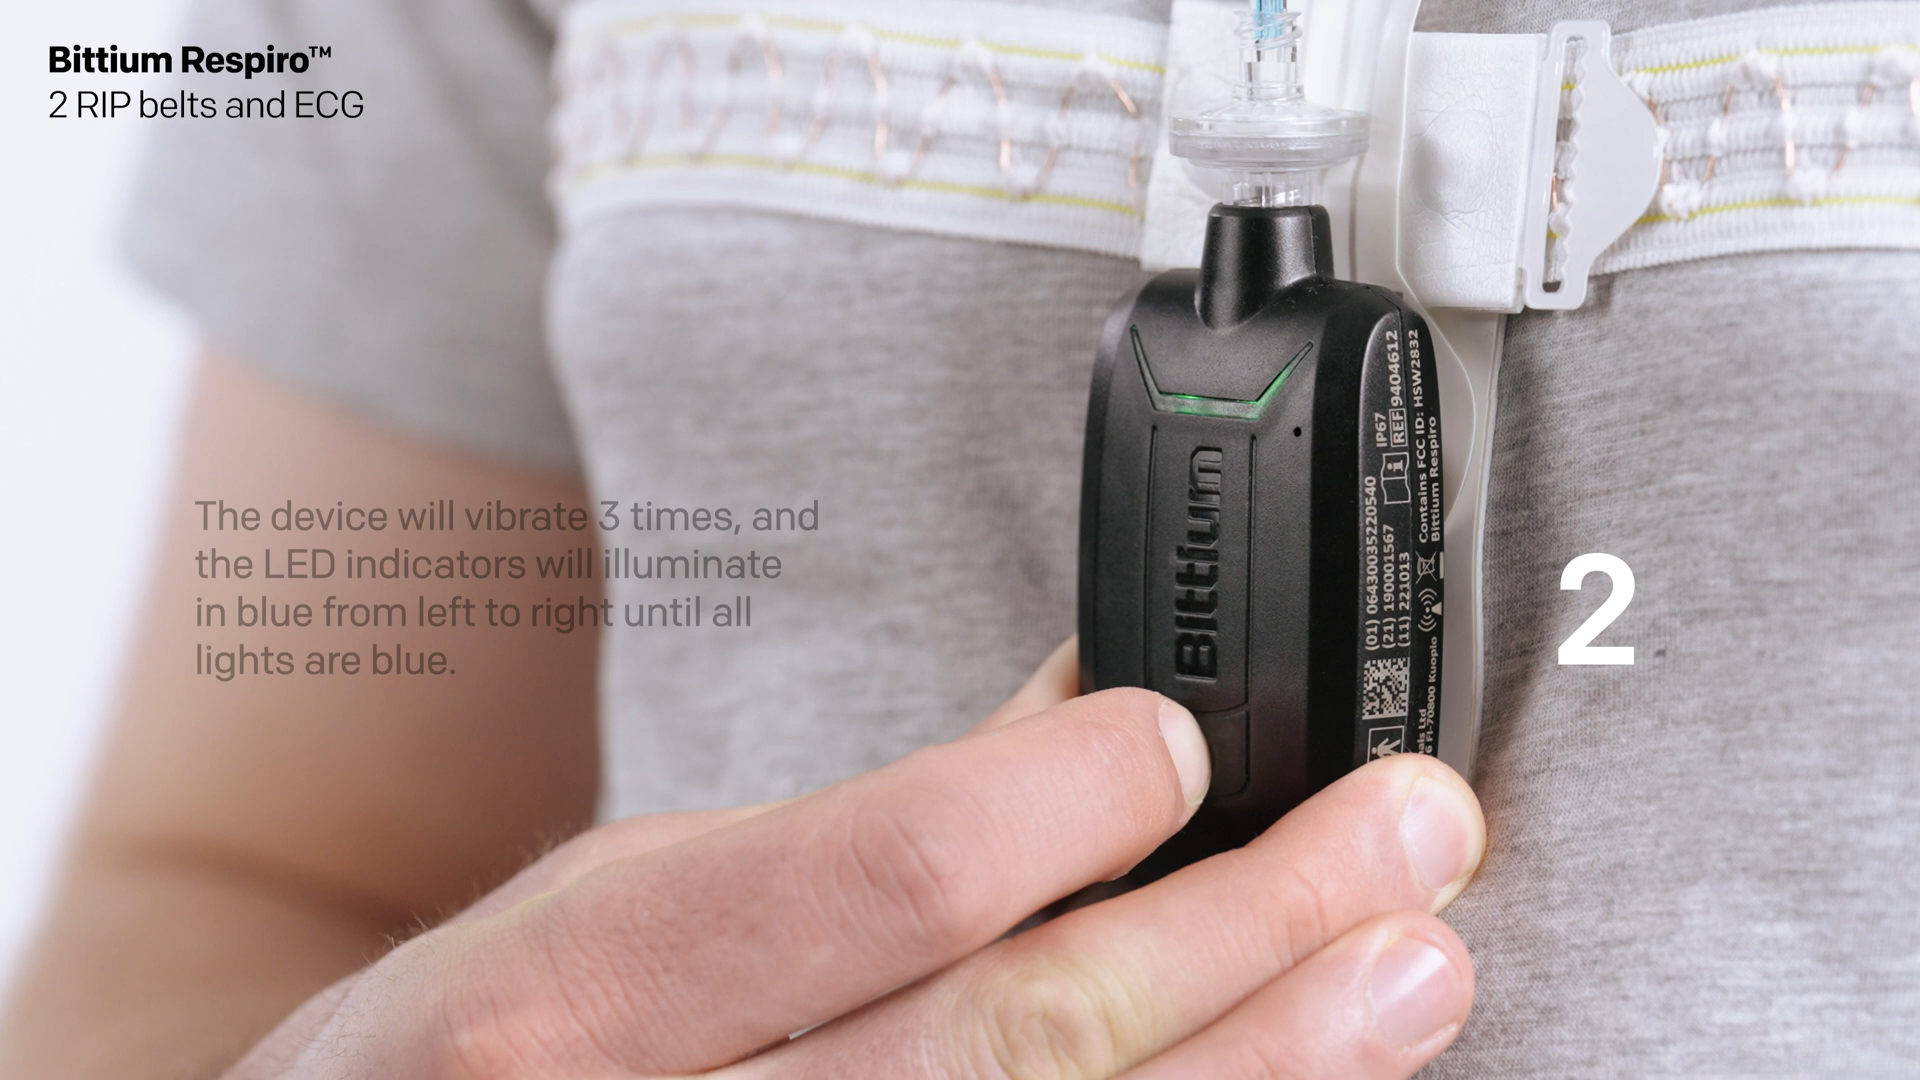 Bittium Respiro™
2 RIP belts and ECG
The device will vibrate 3 times, and
the LED indicators will illuminate
in blue from left to right until all
lights are blue.
Bittium
(01) 06430035220540
(21) 190001567
(11) 221013
IP67
REF 9404612
Contains FCC ID: HSW2832
Bittium Respiro
Ltd
6 FI-70800 Kuopio
2